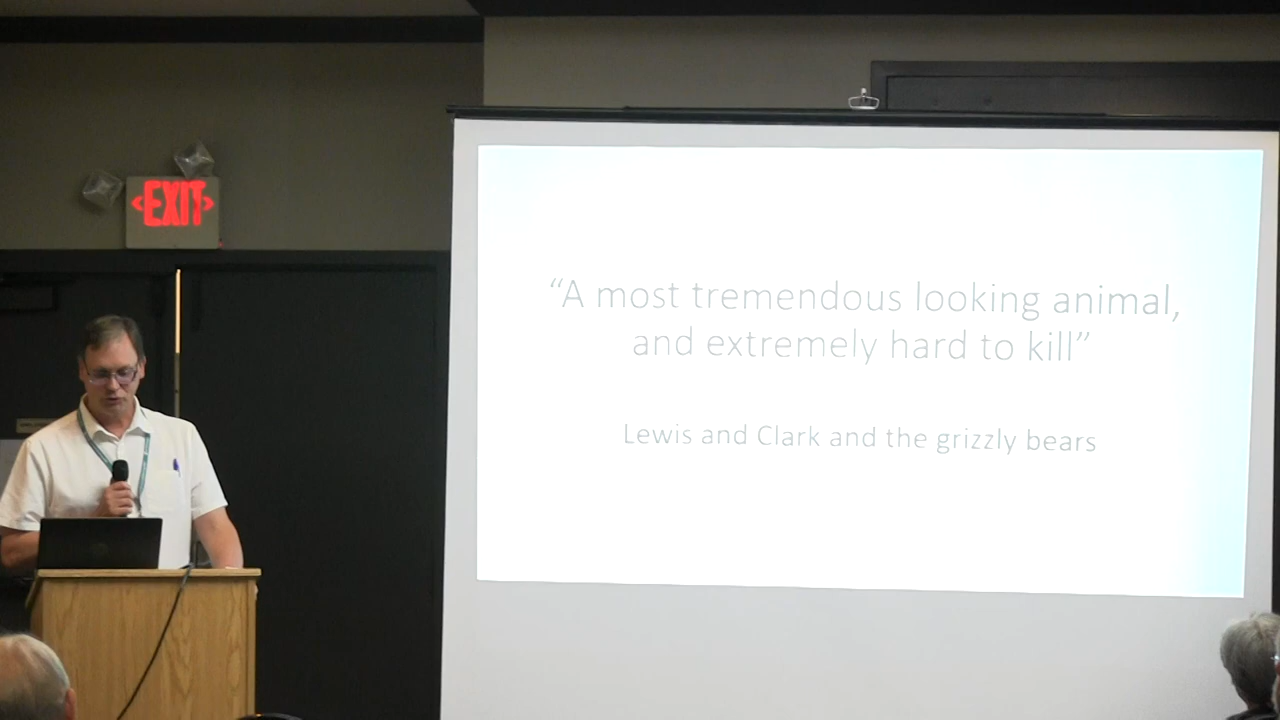 EXIT
“A most tremendous looking animal,
and extremely hard to kill”
Lewis and Clark and the grizzly bears